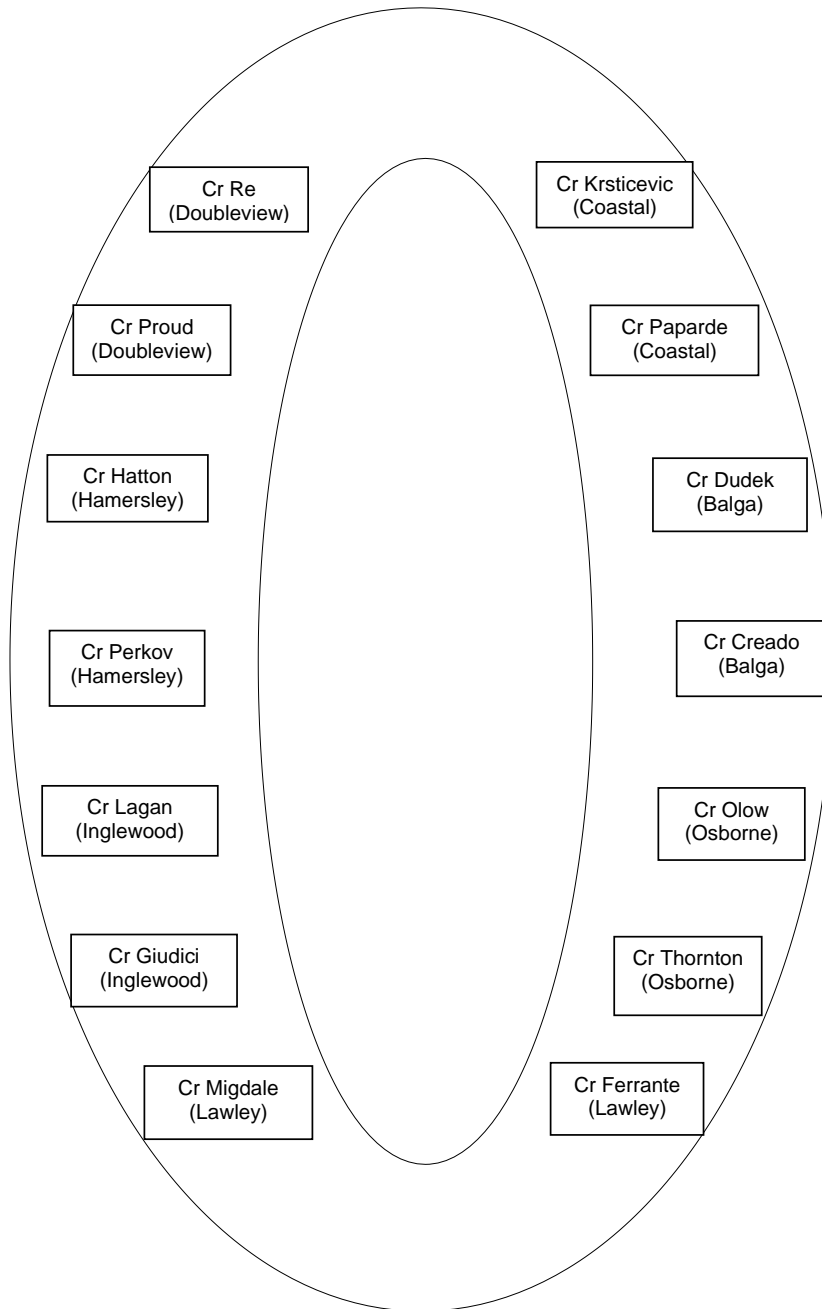 Cr Re
(Doubleview)
Cr Krsticevic
(Coastal)
Cr Proud
(Doubleview)
Cr Paparde
(Coastal)
Cr Hatton
(Hamersley)
Cr Dudek
(Balga)
Cr Perkov
(Hamersley)
Cr Creado
(Balga)
Cr Lagan
(Inglewood)
Cr Olow
(Osborne)
Cr Giudici
(Inglewood)
Cr Thornton
(Osborne)
Cr Migdale
(Lawley)
Cr Ferrante
(Lawley)